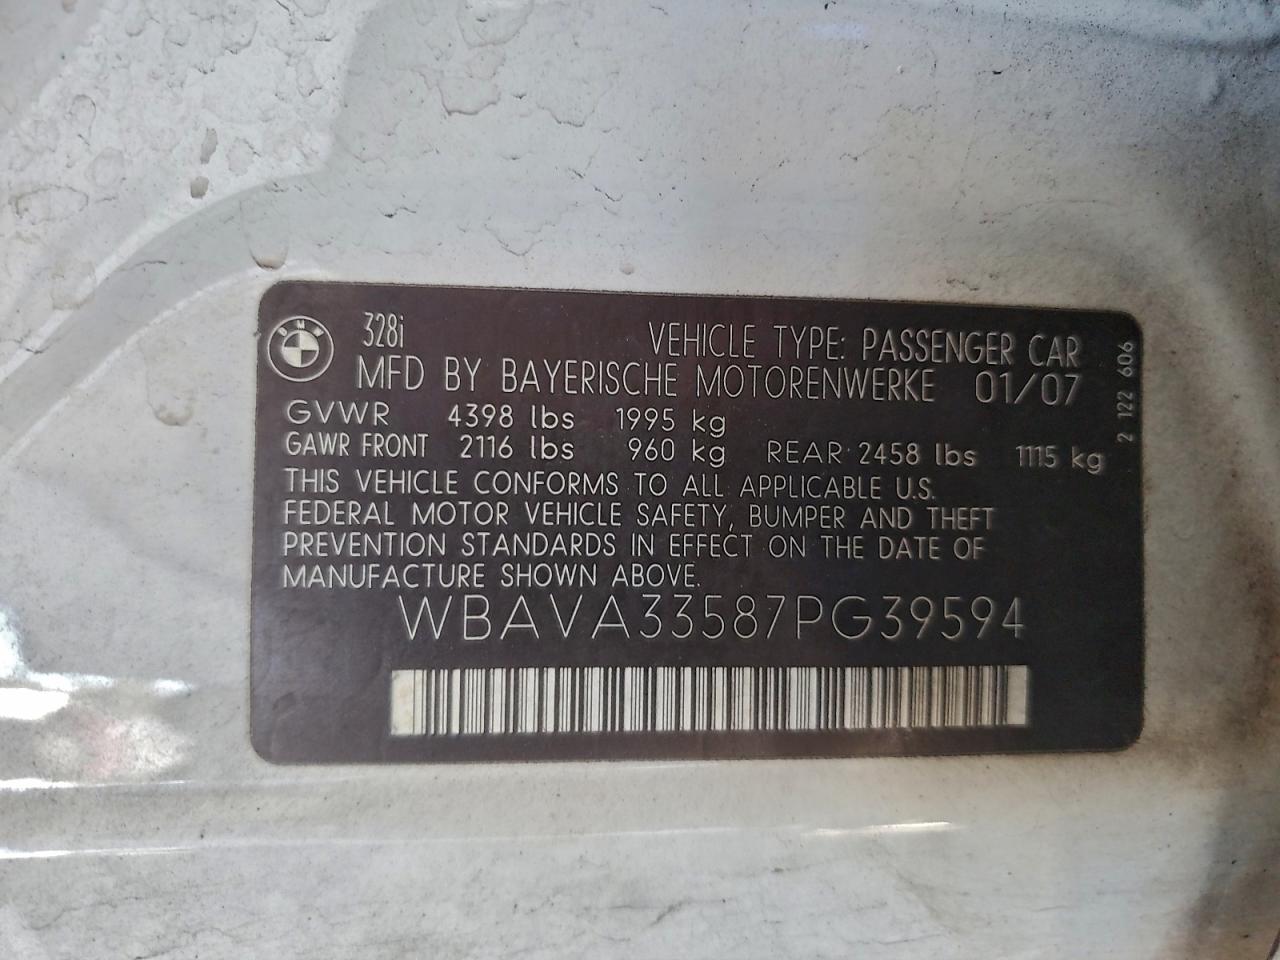 BMW
328i
VEHICLE TYPE: PASSENGER CAR
MFD BY BAYERISCHE MOTORENWERKE 01/07
GVWR 4398 lbs 1995 kg
GAWR FRONT 2116 lbs 960 kg REAR 2458 lbs 1115 kg
THIS VEHICLE CONFORMS TO ALL APPLICABLE U.S.
FEDERAL MOTOR VEHICLE SAFETY, BUMPER AND THEFT
PREVENTION STANDARDS IN EFFECT ON THE DATE OF
MANUFACTURE SHOWN ABOVE.
WBAVA33587PG39594
2 122 606